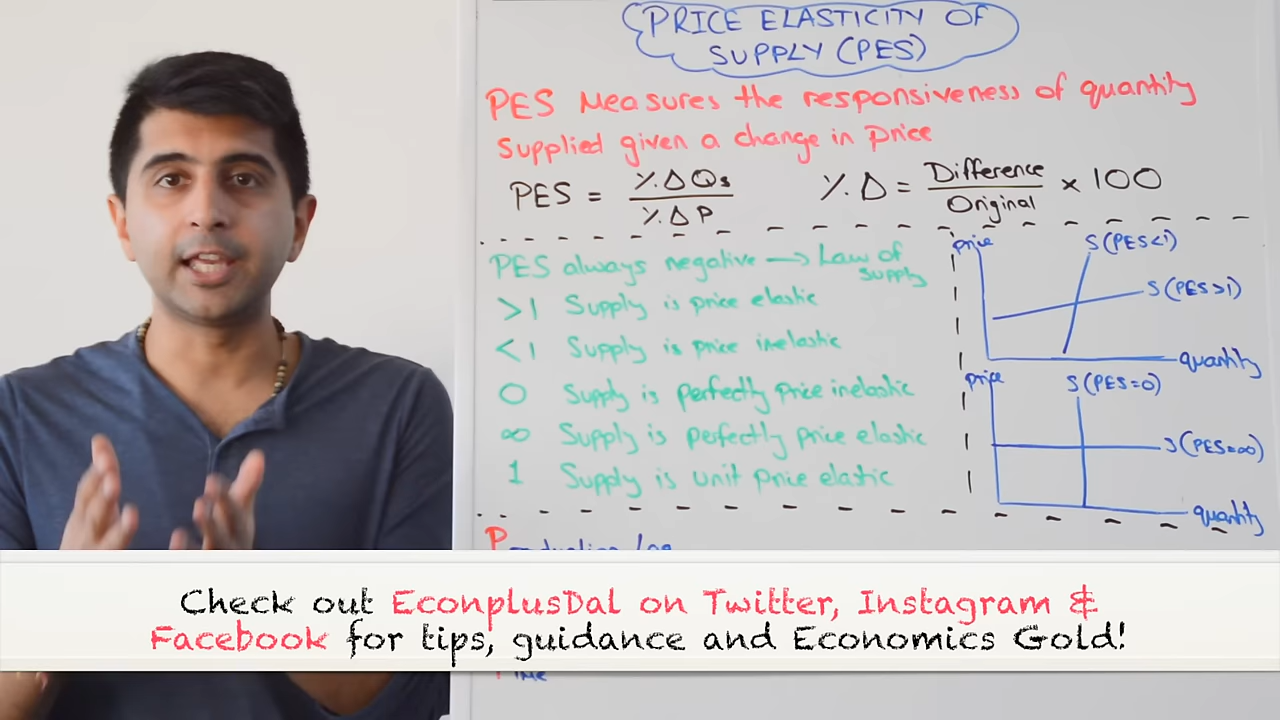 PRICE ELASTICITY OF
SUPPLY (PES)
PES Measures the responsiveness of quantity
Supplied given a change in Price
PES = %ΔQs / %ΔP
%Δ = Difference / Original × 100
PES always negative → Law of
supply
>1 Supply is price elastic
<1 Supply is price inelastic
0 Supply is perfectly price inelastic
∞ Supply is perfectly price elastic
1 Supply is unit price elastic
price
S(PES<1)
S(PES>1)
quantity
price
S(PES=0)
S(PES=∞)
quantity
Check out EconplusDal on Twitter, Instagram &
Facebook for tips, guidance and Economics Gold!